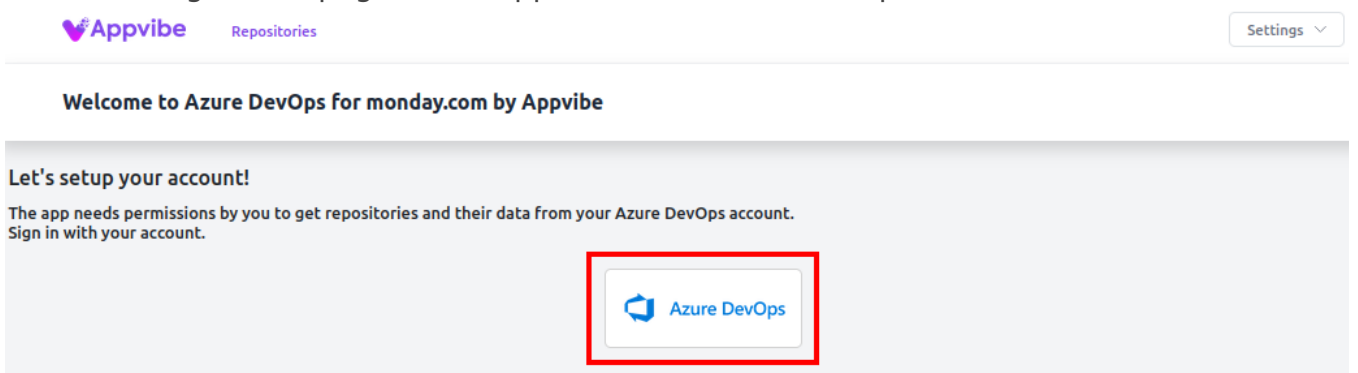 Appvibe Repositories Settings
Welcome to Azure DevOps for monday.com by Appvibe
Let's setup your account!
The app needs permissions by you to get repositories and their data from your Azure DevOps account.
Sign in with your account.
Azure DevOps